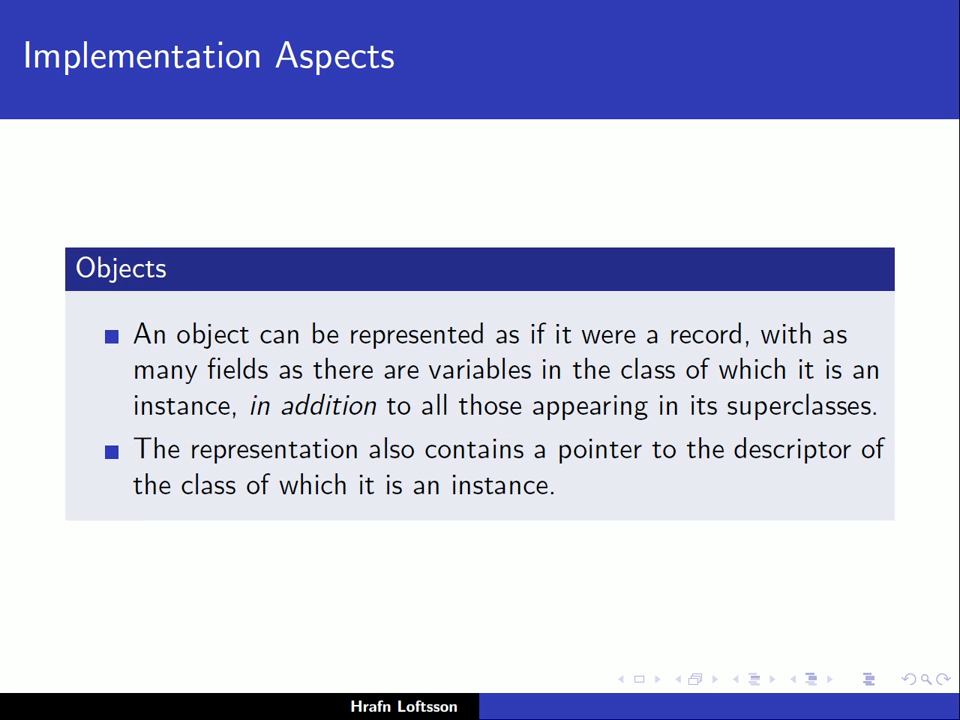 Implementation Aspects
Objects
An object can be represented as if it were a record, with as
many fields as there are variables in the class of which it is an
instance, in addition to all those appearing in its superclasses.
The representation also contains a pointer to the descriptor of
the class of which it is an instance.
Hrafn Loftsson